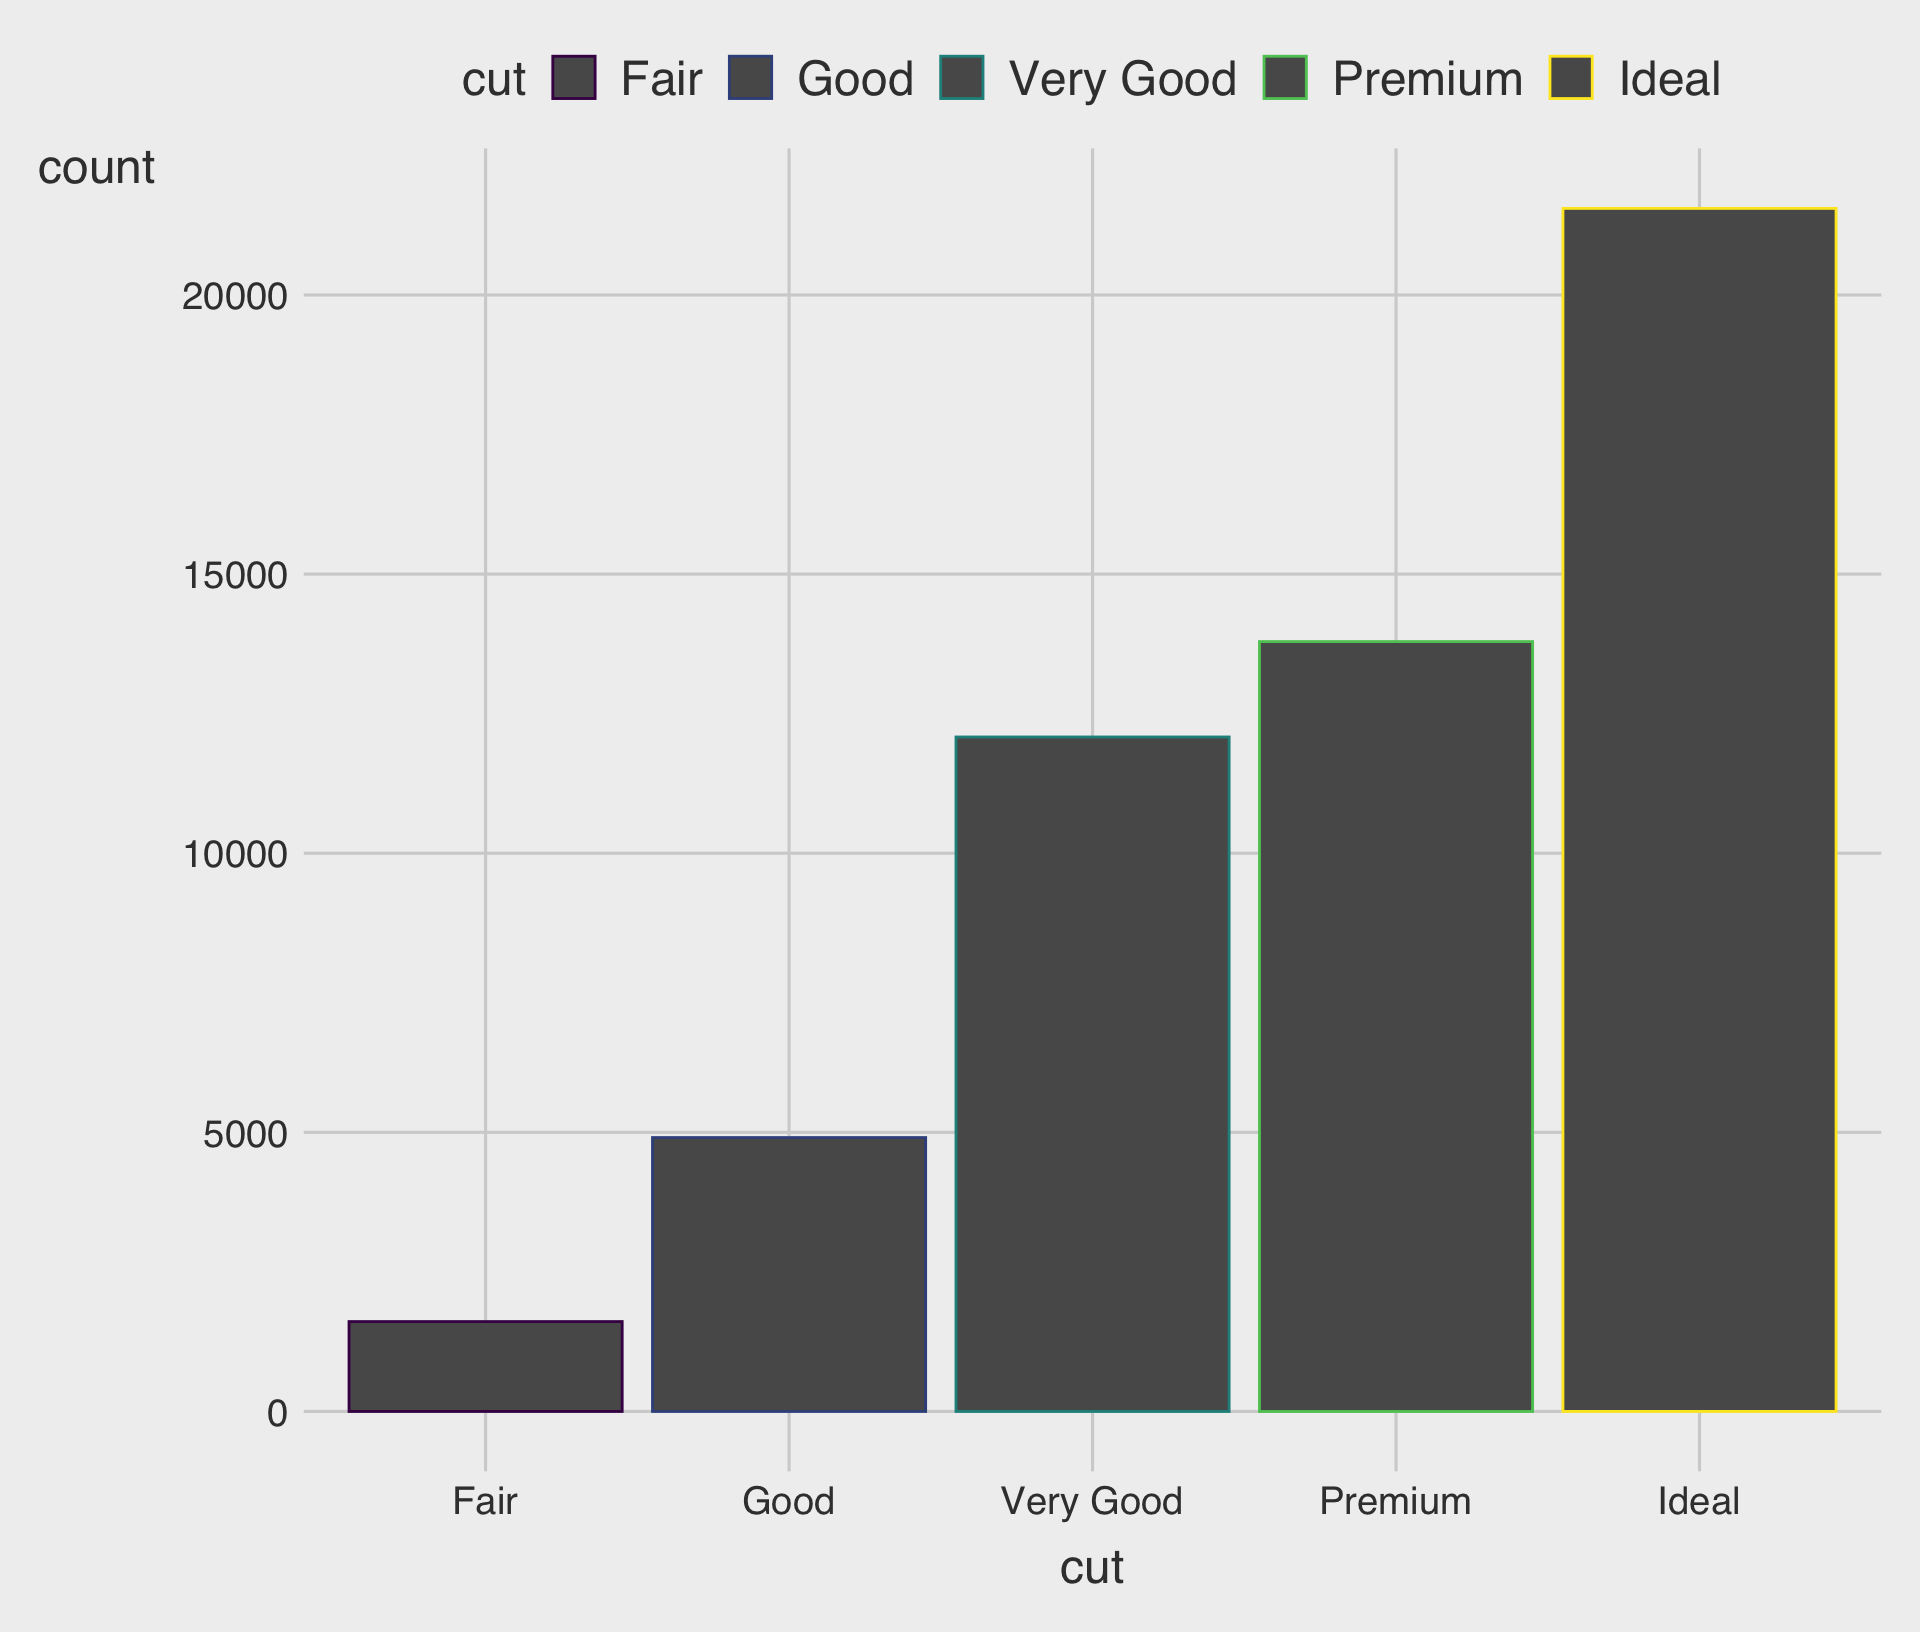 cut Fair Good Very Good Premium Ideal
count
20000
15000
10000
5000
0
Fair Good Very Good Premium Ideal
cut